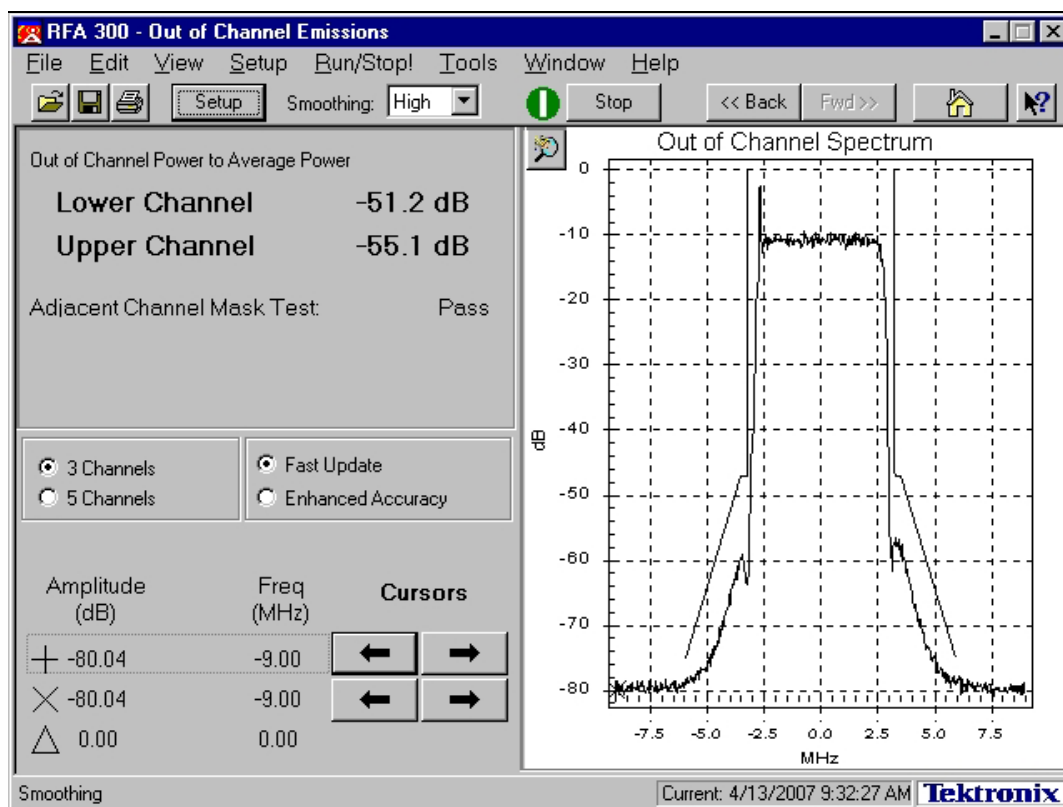 RFA 300 - Out of Channel Emissions
File Edit View Setup Run/Stop! Tools Window Help
Setup Smoothing: High Stop << Back Fwd >>
Out of Channel Power to Average Power
Lower Channel -51.2 dB
Upper Channel -55.1 dB
Adjacent Channel Mask Test: Pass
3 Channels
5 Channels
Fast Update
Enhanced Accuracy
Amplitude (dB) Freq (MHz) Cursors
-80.04 -9.00
-80.04 -9.00
0.00 0.00
Out of Channel Spectrum
0
-10
-20
-30
-40
-50
-60
-70
-80
dB
-7.5 -5.0 -2.5 0.0 2.5 5.0 7.5
MHz
Smoothing Current: 4/13/2007 9:32:27 AM Tektronix